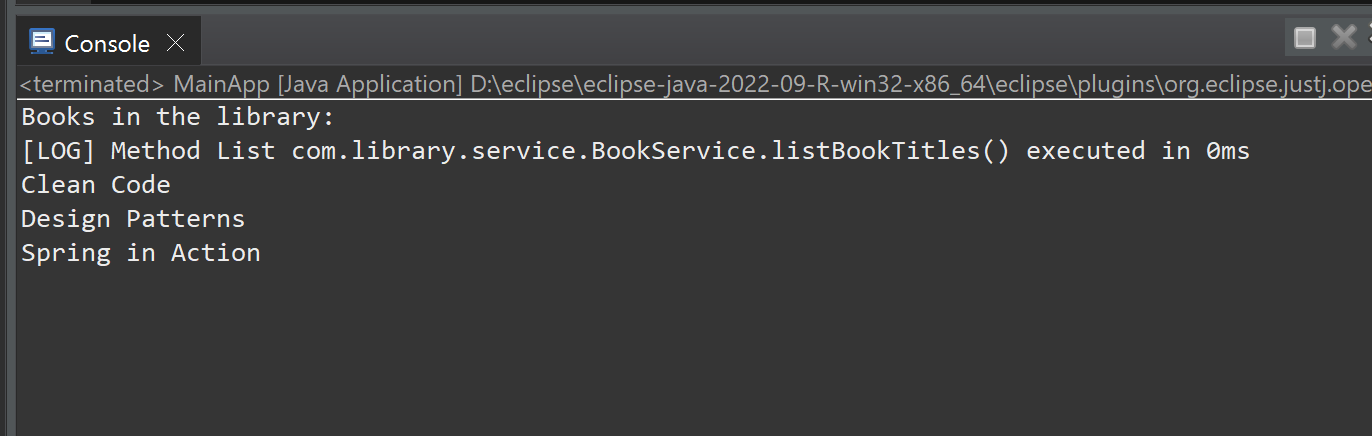 Console
<terminated> MainApp [Java Application] D:\eclipse\eclipse-java-2022-09-R-win32-x86_64\eclipse\plugins\org.eclipse.justj.ope
Books in the library:
[LOG] Method List com.library.service.BookService.listBookTitles() executed in 0ms
Clean Code
Design Patterns
Spring in Action